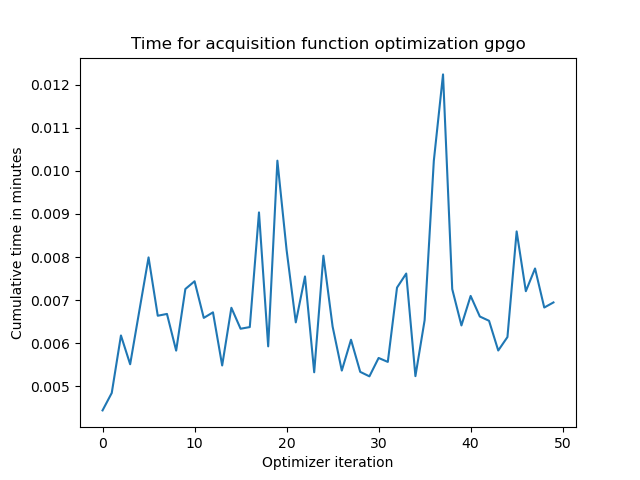 Time for acquisition function optimization gpgo
Cumulative time in minutes
0.012
0.011
0.010
0.009
0.008
0.007
0.006
0.005
0 10 20 30 40 50
Optimizer iteration